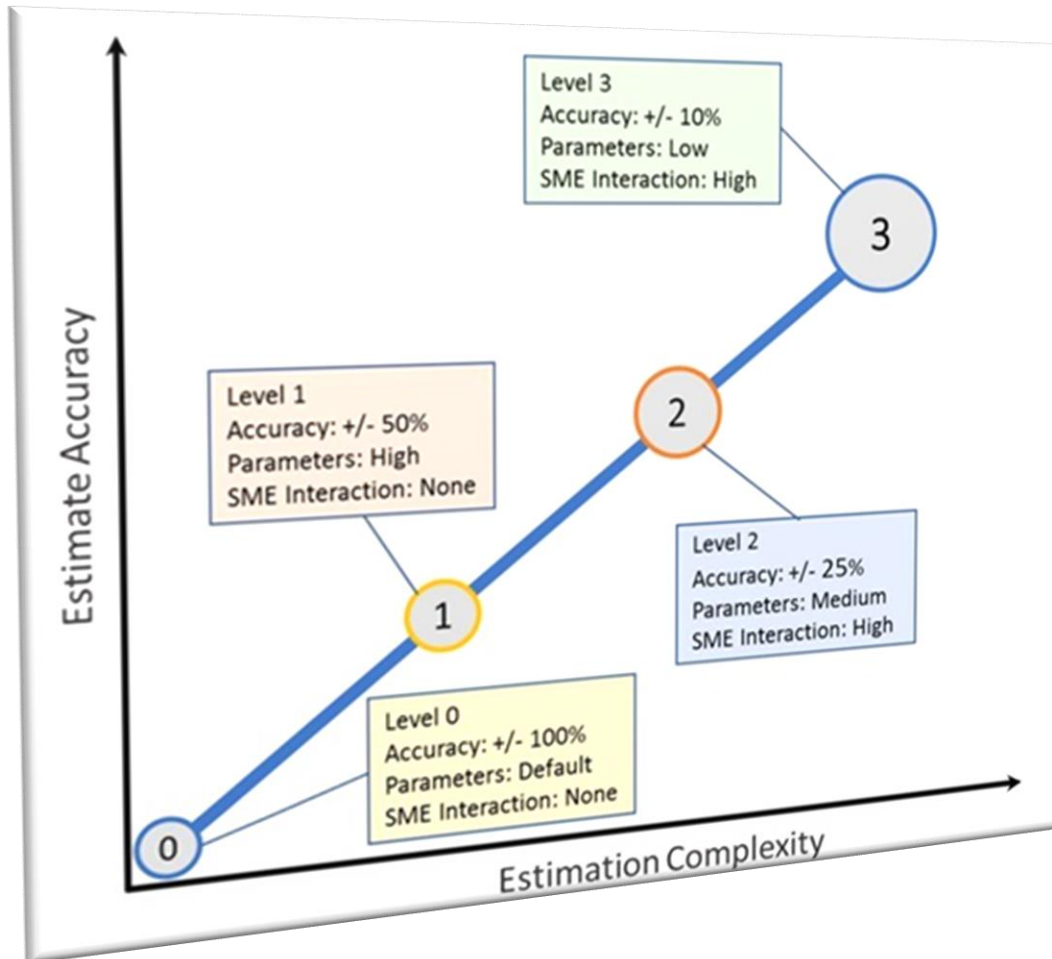 Estimate Accuracy
Level 3
Accuracy: +/- 10%
Parameters: Low
SME Interaction: High
3
Level 1
Accuracy: +/- 50%
Parameters: High
SME Interaction: None
2
1
Level 2
Accuracy: +/- 25%
Parameters: Medium
SME Interaction: High
Level 0
Accuracy: +/- 100%
Parameters: Default
SME Interaction: None
0
Estimation Complexity